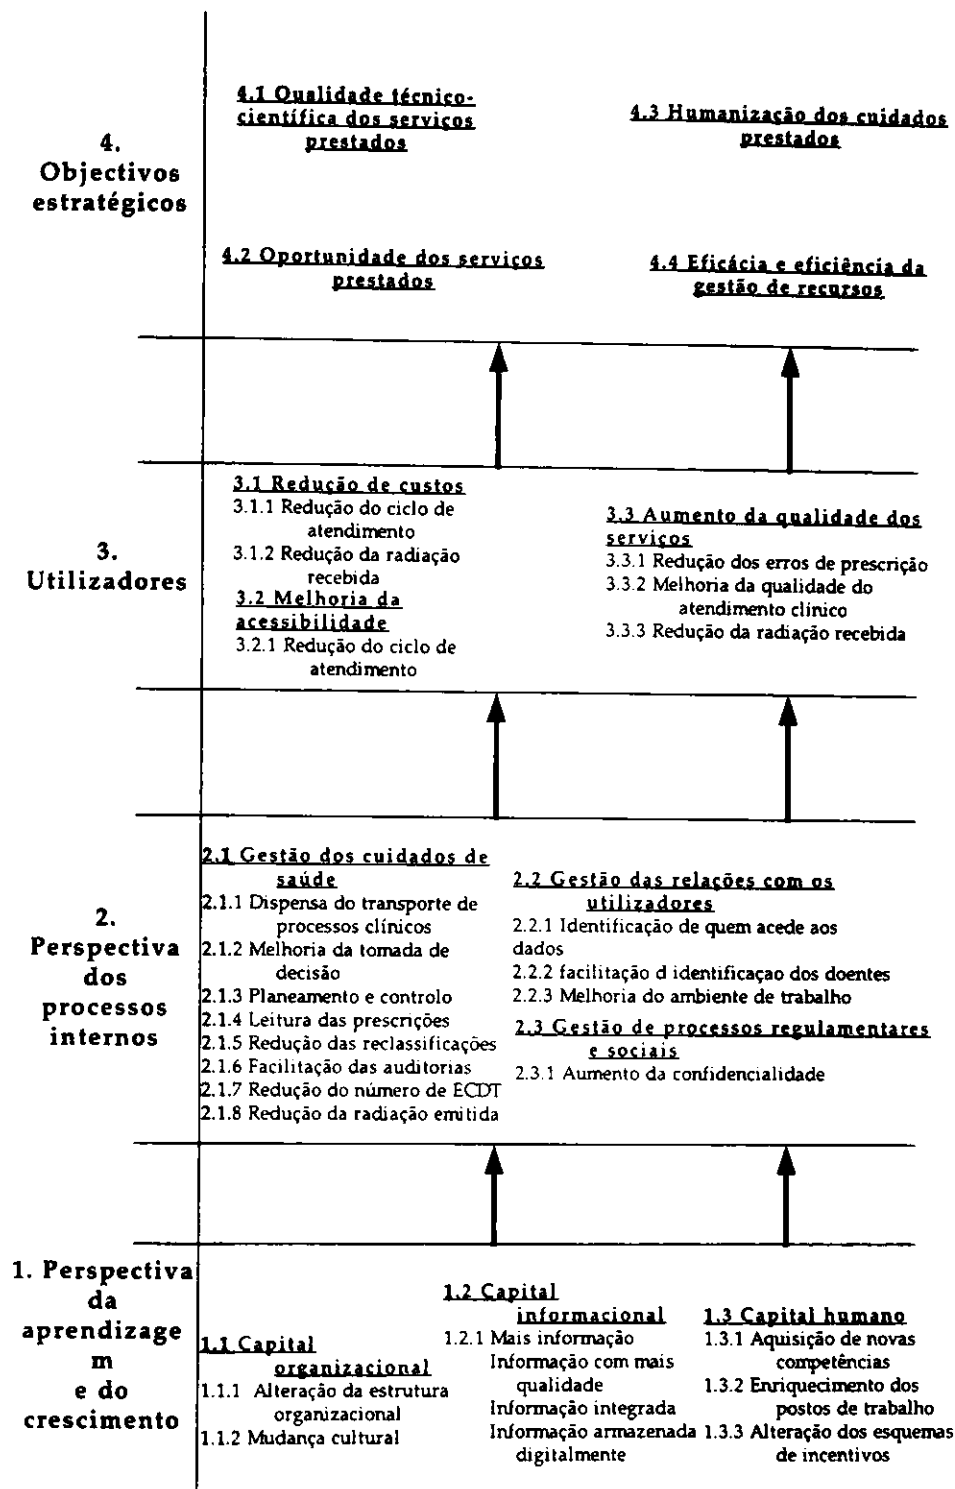 4.
Objectivos
estratégicos
4.1 Qualidade técnico-
científica dos serviços
prestados
4.3 Humanização dos cuidados
prestados
4.2 Oportunidade dos serviços
prestados
4.4 Eficácia e eficiência da
gestão de recursos
3.
Utilizadores
3.1 Redução de custos
3.1.1 Redução do ciclo de
atendimento
3.1.2 Redução da radiação
recebida
3.2 Melhoria da
acessibilidade
3.2.1 Redução do ciclo de
atendimento
3.3 Aumento da qualidade dos
serviços
3.3.1 Redução dos erros de prescrição
3.3.2 Melhoria da qualidade do
atendimento clínico
3.3.3 Redução da radiação recebida
2.
Perspectiva
dos
processos
internos
2.1 Gestão dos cuidados de
saúde
2.1.1 Dispensa do transporte de
processos clínicos
2.1.2 Melhoria da tomada de
decisão
2.1.3 Planeamento e controlo
2.1.4 Leitura das prescrições
2.1.5 Redução das reclassificações
2.1.6 Facilitação das auditorias
2.1.7 Redução do número de ECDT
2.1.8 Redução da radiação emitida
2.2 Gestão das relações com os
utilizadores
2.2.1 Identificação de quem acede aos
dados
2.2.2 facilitação d identificaçao dos doentes
2.2.3 Melhoria do ambiente de trabalho
2.3 Gestão de processos regulamentares
e sociais
2.3.1 Aumento da confidencialidade
1. Perspectiva
da
aprendizage
m
e do
crescimento
1.1 Capital
organizacional
1.1.1 Alteração da estrutura
organizacional
1.1.2 Mudança cultural
1.2 Capital
informacional
1.2.1 Mais informação
Informação com mais
qualidade
Informação integrada
Informação armazenada
digitalmente
1.3 Capital humano
1.3.1 Aquisição de novas
competências
1.3.2 Enriquecimento dos
postos de trabalho
1.3.3 Alteração dos esquemas
de incentivos